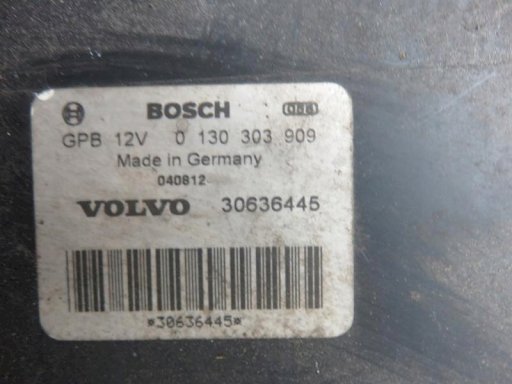 BOSCH
GPB 12V 0 130 303 909
Made in Germany
040812
VOLVO 30636445
*30636445*